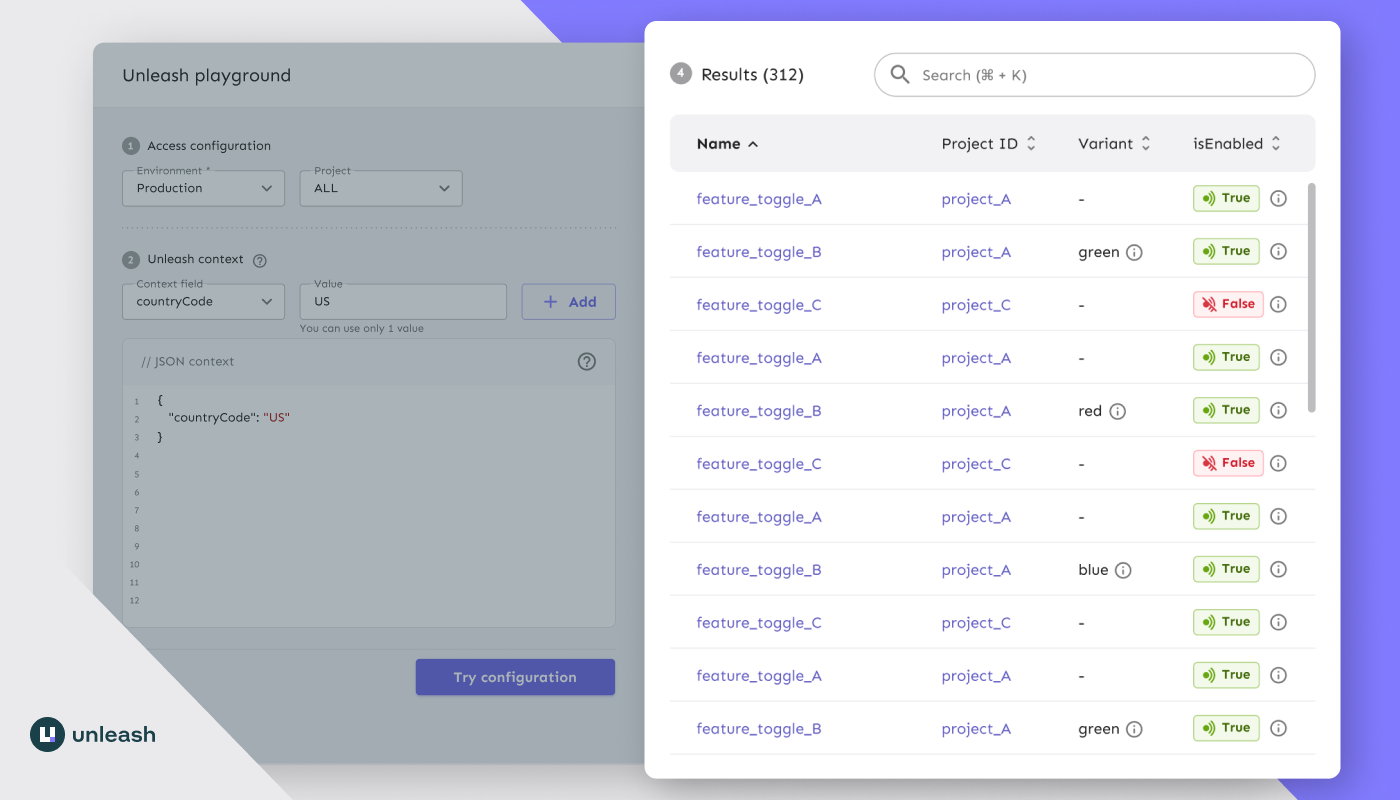 Unleash playground
1 Access configuration
Environment *
Project
Production
ALL
2 Unleash context ?
Context field
Value
countryCode
US
+ Add
You can use only 1 value
// JSON context ?
1 {
2 "countryCode": "US"
3 }
4
5
6
7
8
9
10
11
12
Try configuration
unleash
4 Results (312)
Search (⌘ + K)
Name Project ID Variant isEnabled
feature_toggle_A project_A - True
feature_toggle_B project_A green True
feature_toggle_C project_C - False
feature_toggle_A project_A - True
feature_toggle_B project_A red True
feature_toggle_C project_C - False
feature_toggle_A project_A - True
feature_toggle_B project_A blue True
feature_toggle_C project_C - True
feature_toggle_A project_A - True
feature_toggle_B project_A green True